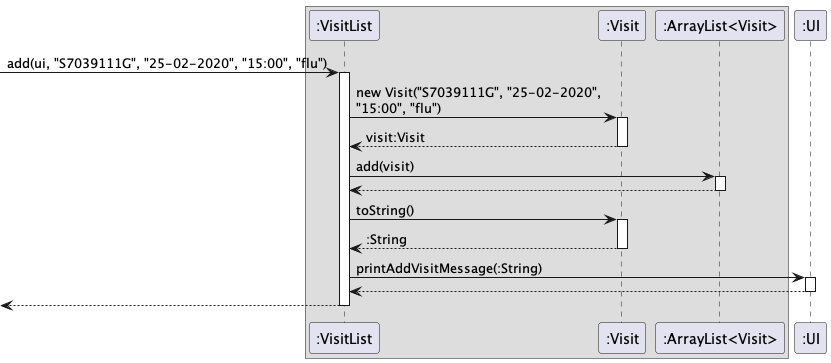 :VisitList
:Visit
:ArrayList<Visit>
:UI
add(ui, "S7039111G", "25-02-2020", "15:00", "flu")
new Visit("S7039111G", "25-02-2020",
"15:00", "flu")
visit:Visit
add(visit)
toString()
:String
printAddVisitMessage(:String)
:VisitList
:Visit
:ArrayList<Visit>
:UI